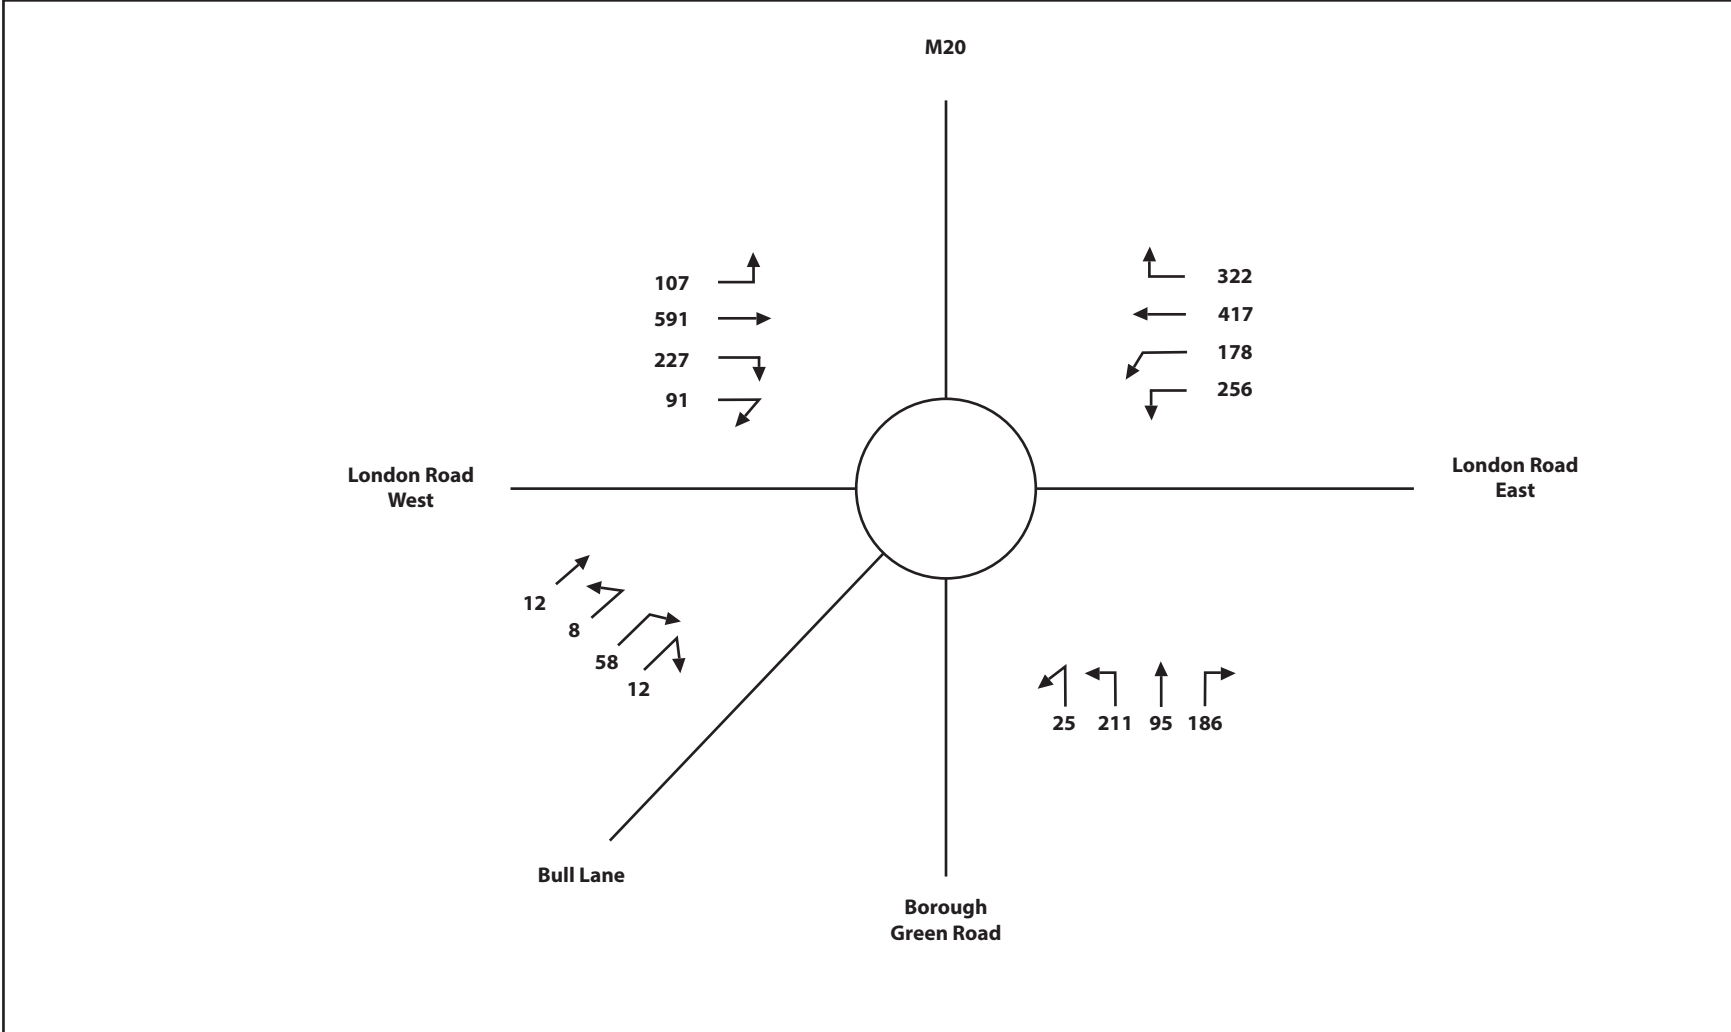 M20
107
591
227
91
322
417
178
256
London Road
West
London Road
East
12
8
58
12
25 211 95 186
Bull Lane
Borough
Green Road